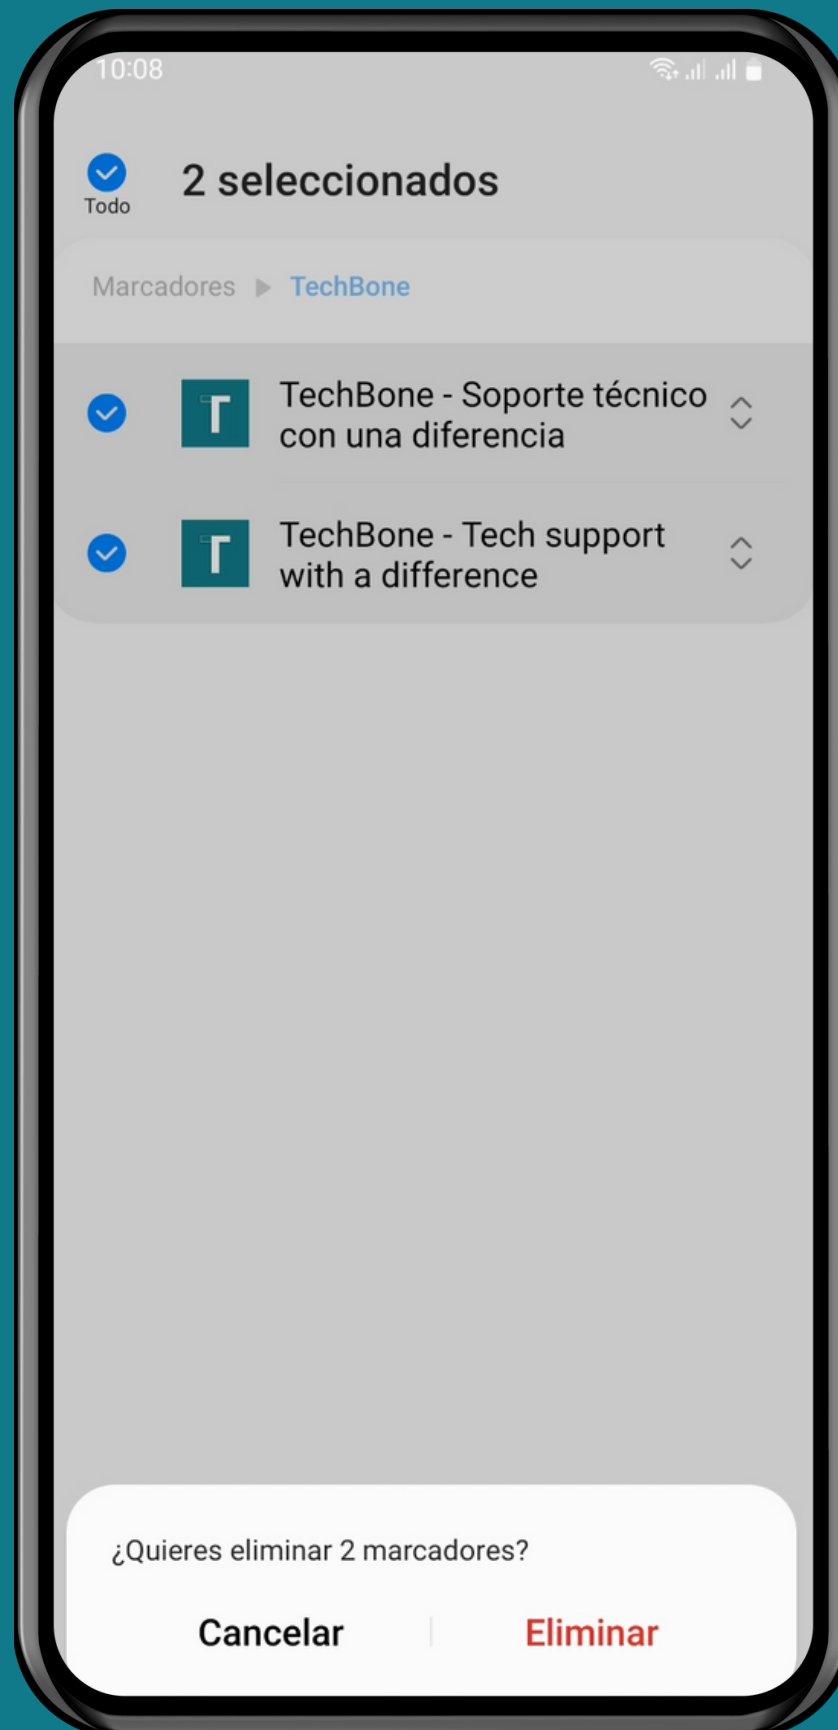 10:08
2 seleccionados
Todo
Marcadores ▶ TechBone
T
TechBone - Soporte técnico
con una diferencia
T
TechBone - Tech support
with a difference
¿Quieres eliminar 2 marcadores?
Cancelar
Eliminar